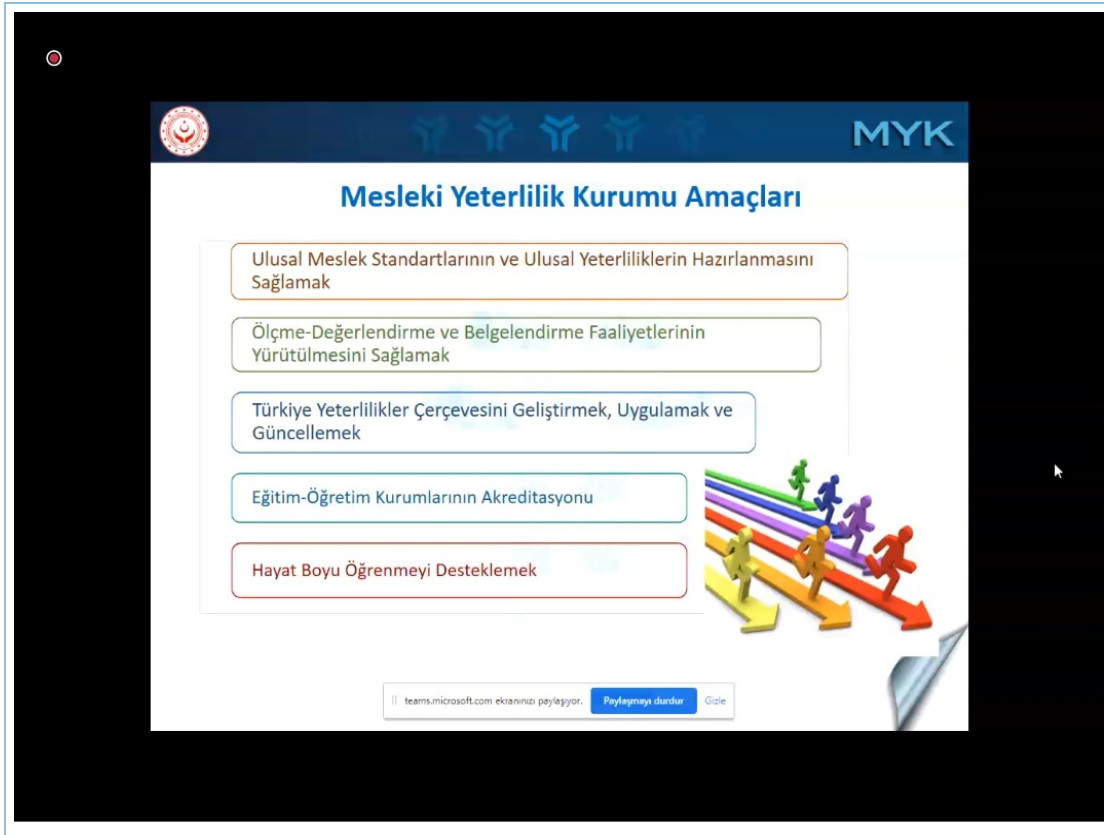 MYK
Mesleki Yeterlilik Kurumu Amaçları
Ulusal Meslek Standartlarının ve Ulusal Yeterliliklerin Hazırlanmasını
Sağlamak
Ölçme-Değerlendirme ve Belgelendirme Faaliyetlerinin
Yürütülmesini Sağlamak
Türkiye Yeterlilikler Çerçevesini Geliştirmek, Uygulamak ve
Güncellemek
Eğitim-Öğretim Kurumlarının Akreditasyonu
Hayat Boyu Öğrenmeyi Desteklemek
teams.microsoft.com ekranınızı paylaşıyor. Paylaşmayı durdur Gizle